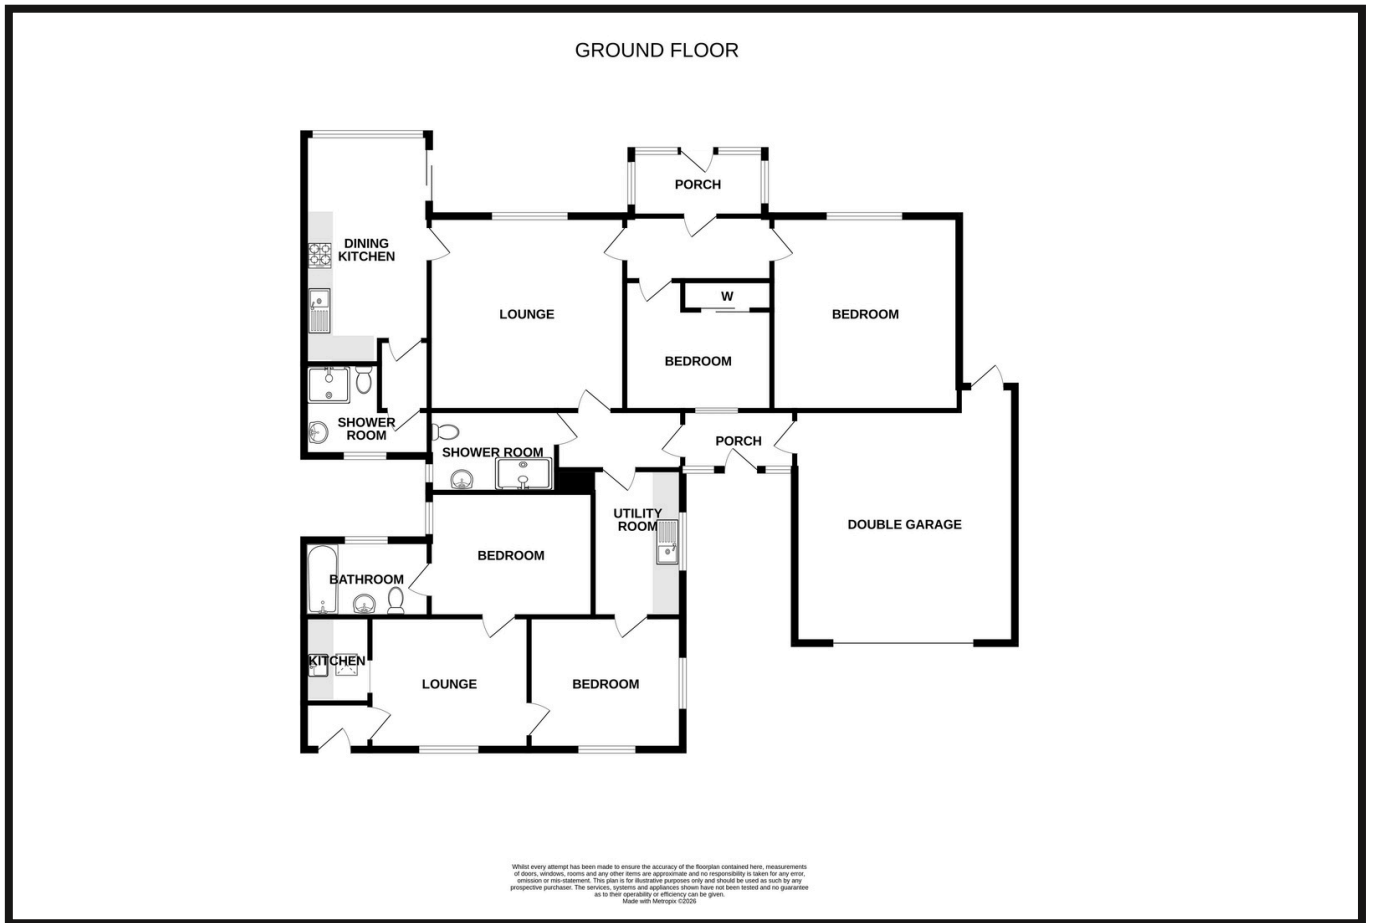 GROUND FLOOR
PORCH
DINING
KITCHEN
LOUNGE
W
BEDROOM
BEDROOM
SHOWER
ROOM
SHOWER ROOM
PORCH
UTILITY
ROOM
DOUBLE GARAGE
BEDROOM
BATHROOM
KITCHEN
LOUNGE
BEDROOM
Whilst every attempt has been made to ensure the accuracy of the floorplan contained here, measurements
of doors, windows, rooms and any other items are approximate and no responsibility is taken for any error,
omission or mis-statement. This plan is for illustrative purposes only and should be used as such by any
prospective purchaser. The services, systems and appliances shown have not been tested and no guarantee
as to their operability or efficiency can be given.
Made with Metropix ©2026